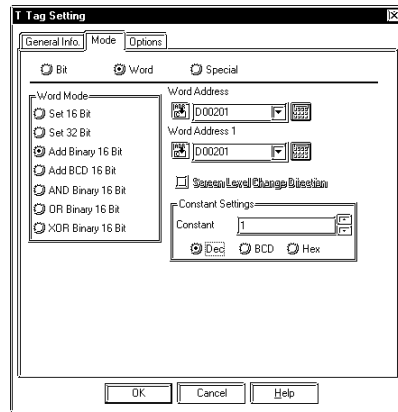 T Tag Setting
General Info. Mode Options
Bit Word Special
Word Mode
Set 16 Bit
Set 32 Bit
Add Binary 16 Bit
Add BCD 16 Bit
AND Binary 16 Bit
OR Binary 16 Bit
XOR Binary 16 Bit
Word Address
D00201
Word Address 1
D00201
Screen Level Change Direction
Constant Settings
Constant 1
Dec BCD Hex
OK Cancel Help